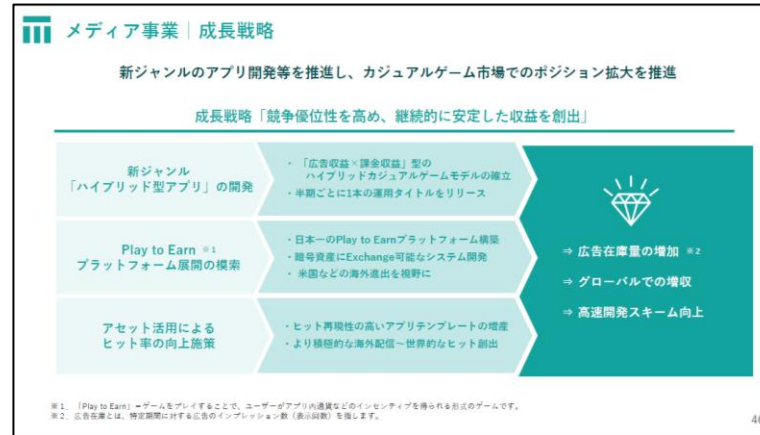 メディア事業｜成長戦略
新ジャンルのアプリ開発等を推進し、カジュアルゲーム市場でのポジション拡大を推進
成長戦略「競争優位性を高め、継続的に安定した収益を創出」
新ジャンル
「ハイブリッド型アプリ」の開発
・「広告収益×課金収益」型の
ハイブリッドカジュアルゲームモデルの確立
・半期ごとに1本の運用タイトルをリリース
Play to Earn ※1
プラットフォーム展開の模索
・日本一のPlay to Earnプラットフォーム構築
・暗号資産にExchange可能なシステム開発
・ 米国などの海外進出を視野に
アセット活用による
ヒット率の向上施策
・ヒット再現性の高いアプリテンプレートの増産
・より積極的な海外配信～世界的なヒット創出
⇒ 広告在庫量の増加 ※2
⇒ グローバルでの増収
⇒ 高速開発スキーム向上
※1、「Play to Earn」＝ゲームをプレイすることで、ユーザーがアプリ内通貨などのインセンティブを得られる形式のゲームです。
※2、広告在庫とは、特定期間に対する広告のインプレッション数（表示回数）を指します。